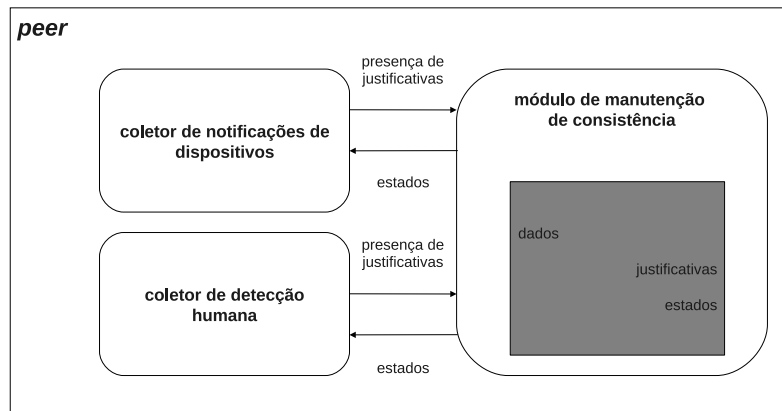 peer
presença de
justificativas
coletor de notificações de
dispositivos
estados
presença de
justificativas
coletor de detecção
humana
estados
módulo de manutenção
de consistência
dados
justificativas
estados